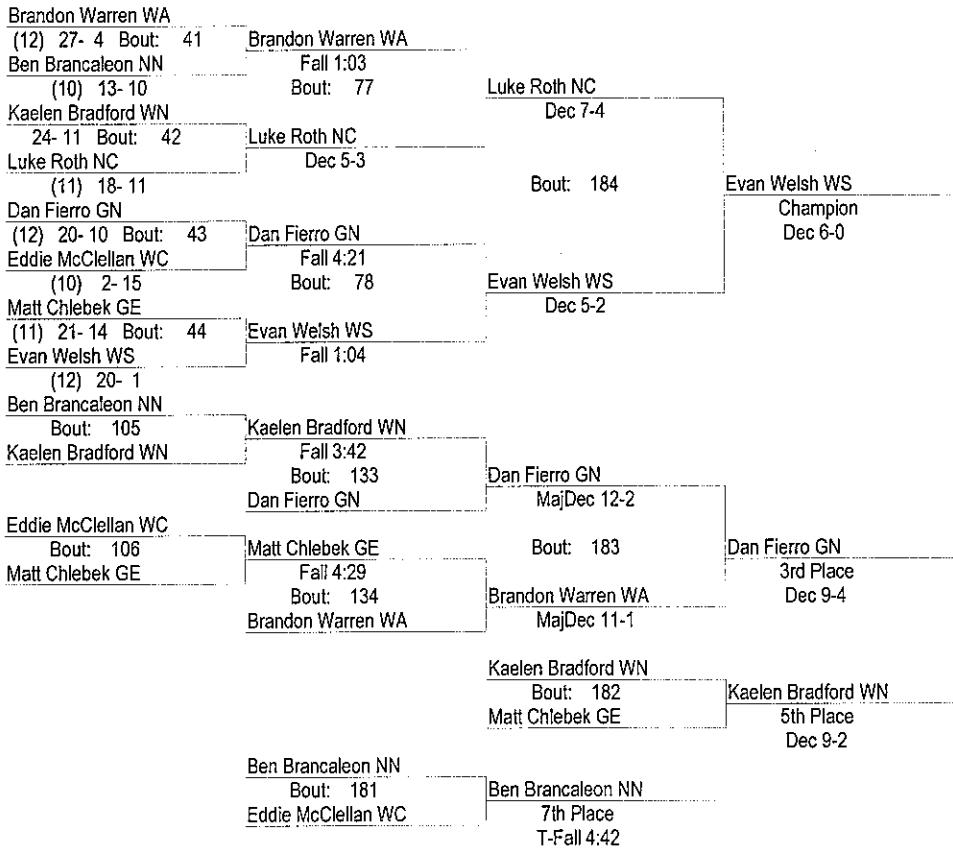 Brandon Warren WA
(12) 27- 4 Bout: 41
Brandon Warren WA
Ben Brancaleon NN
Fall 1:03
(10) 13- 10
Bout: 77
Luke Roth NC
Kaelen Bradford WN
Dec 7-4
24- 11 Bout: 42
Luke Roth NC
Luke Roth NC
Dec 5-3
(11) 18- 11
Bout: 184
Evan Welsh WS
Dan Fierro GN
Champion
(12) 20- 10 Bout: 43
Dan Fierro GN
Dec 6-0
Eddie McClellan WC
Fall 4:21
(10) 2- 15
Bout: 78
Evan Welsh WS
Matt Chlebek GE
Dec 5-2
(11) 21- 14 Bout: 44
Evan Welsh WS
Evan Welsh WS
Fall 1:04
(12) 20- 1
Ben Brancaleon NN
Bout: 105
Kaelen Bradford WN
Kaelen Bradford WN
Fall 3:42
Bout: 133
Dan Fierro GN
Dan Fierro GN
MajDec 12-2
Eddie McClellan WC
Bout: 106
Matt Chlebek GE
Bout: 183
Dan Fierro GN
Matt Chlebek GE
Fall 4:29
3rd Place
Bout: 134
Brandon Warren WA
Dec 9-4
Brandon Warren WA
MajDec 11-1
Kaelen Bradford WN
Bout: 182
Kaelen Bradford WN
Matt Chlebek GE
5th Place
Dec 9-2
Ben Brancaleon NN
Bout: 181
Ben Brancaleon NN
Eddie McClellan WC
7th Place
T-Fall 4:42